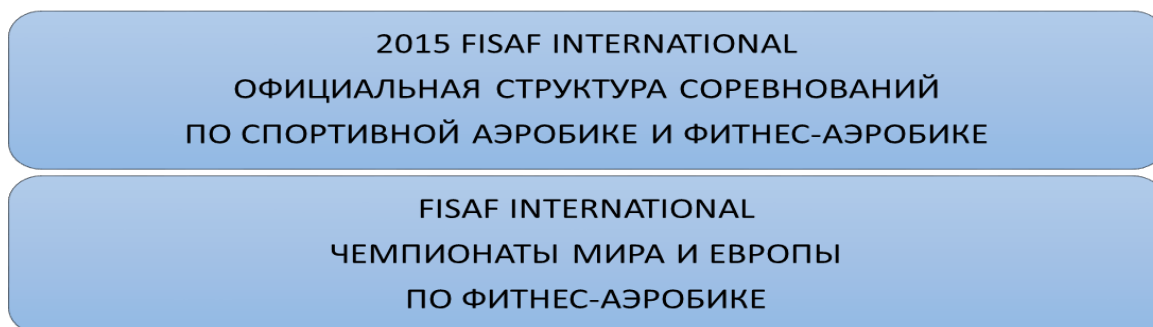 2015 FISAF INTERNATIONAL
ОФИЦИАЛЬНАЯ СТРУКТУРА СОРЕВНОВАНИЙ
ПО СПОРТИВНОЙ АЭРОБИКЕ И ФИТНЕС-АЭРОБИКЕ
FISAF INTERNATIONAL
ЧЕМПИОНАТЫ МИРА И ЕВРОПЫ
ПО ФИТНЕС-АЭРОБИКЕ